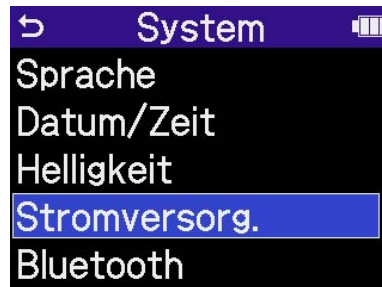 System
Sprache
Datum/Zeit
Helligkeit
Stromversorg.
Bluetooth